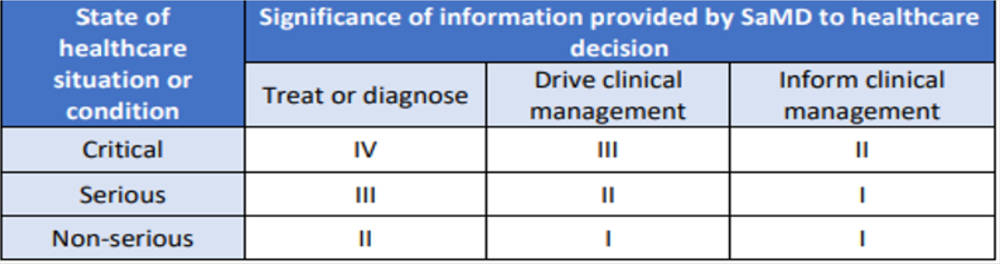 State of
healthcare
situation or
condition
Significance of information provided by SaMD to healthcare
decision
Treat or diagnose
Drive clinical
management
Inform clinical
management
Critical
IV
III
II
Serious
III
II
I
Non-serious
II
I
I